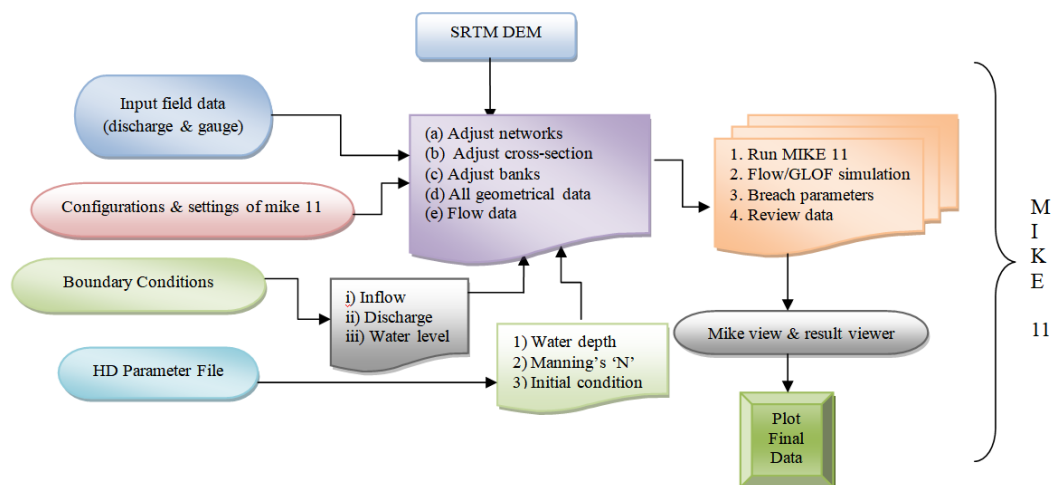 SRTM DEM
Input field data
(discharge & gauge)
(a) Adjust networks
(b) Adjust cross-section
(c) Adjust banks
(d) All geometrical data
(e) Flow data
1. Run MIKE 11
2. Flow/GLOF simulation
3. Breach parameters
4. Review data
Configurations & settings of mike 11
Boundary Conditions
i) Inflow
ii) Discharge
iii) Water level
HD Parameter File
1) Water depth
2) Manning's 'N'
3) Initial condition
Mike view & result viewer
Plot
Final
Data
M
I
K
E
11